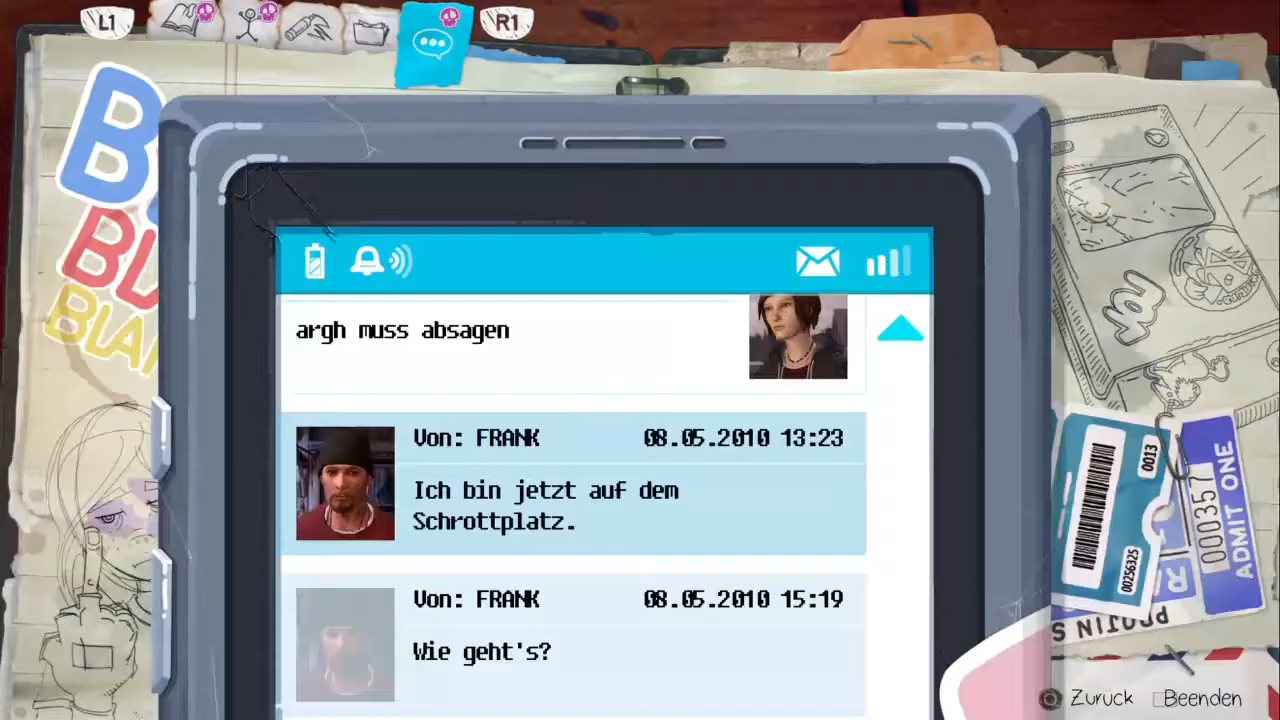 L1
R1
argh muss absagen
Von: FRANK 08.05.2010 13:23
Ich bin jetzt auf dem
Schrottplatz.
Von: FRANK 08.05.2010 15:19
Wie geht's?
0013
00256325
000357
ADMIT ONE
Zurück
Beenden